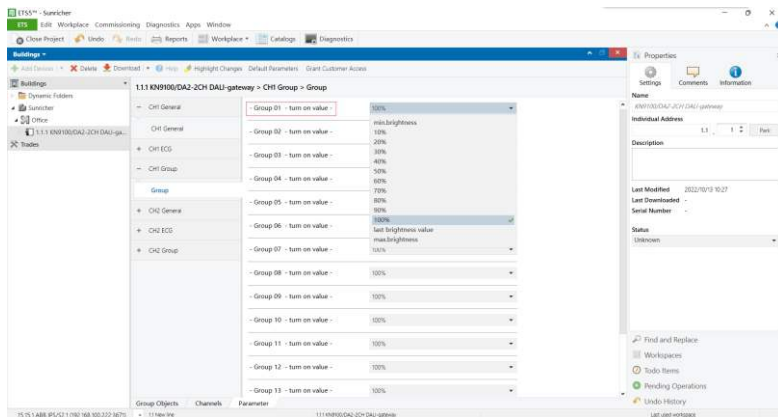 ETS5™ - Sunricher
ETS Edit Workplace Commissioning Diagnostics Apps Window
Close Project Undo Redo Reports Workplace Catalogs Diagnostics
Buildings
Add Devices Delete Download Help Highlight Changes Default Parameters Grant Customer Access
Buildings
Dynamic Folders
Sunricher
Office
1.1.1 KN9100/DA2-2CH DALI-ga...
Trades
1.1.1 KN9100/DA2-2CH DALI-gateway > CH1 Group > Group
CH1 General
CH1 General
CH1 ECG
CH1 Group
Group
CH2 General
CH2 ECG
CH2 Group
- Group 01 - turn on value - 100%
min.brightness
10%
20%
30%
40%
50%
60%
70%
80%
90%
100%
last brightness value
max.brightness
- Group 02 - turn on value -
- Group 03 - turn on value -
- Group 04 - turn on value -
- Group 05 - turn on value -
- Group 06 - turn on value -
- Group 07 - turn on value - 100%
- Group 08 - turn on value - 100%
- Group 09 - turn on value - 100%
- Group 10 - turn on value - 100%
- Group 11 - turn on value - 100%
- Group 12 - turn on value - 100%
- Group 13 - turn on value - 100%
Group Objects Channels Parameter
Properties
Settings Comments Information
Name
KN9100/DA2-2CH DALI-gateway
Individual Address
1.1 . 1 Park
Description
Last Modified 2022/10/13 10:27
Last Downloaded -
Serial Number -
Status
Unknown
Find and Replace
Workspaces
Todo Items
Pending Operations
Undo History
1.1 New line
1.1.1 KN9100/DA2-2CH DALI-gateway
Last used workspace